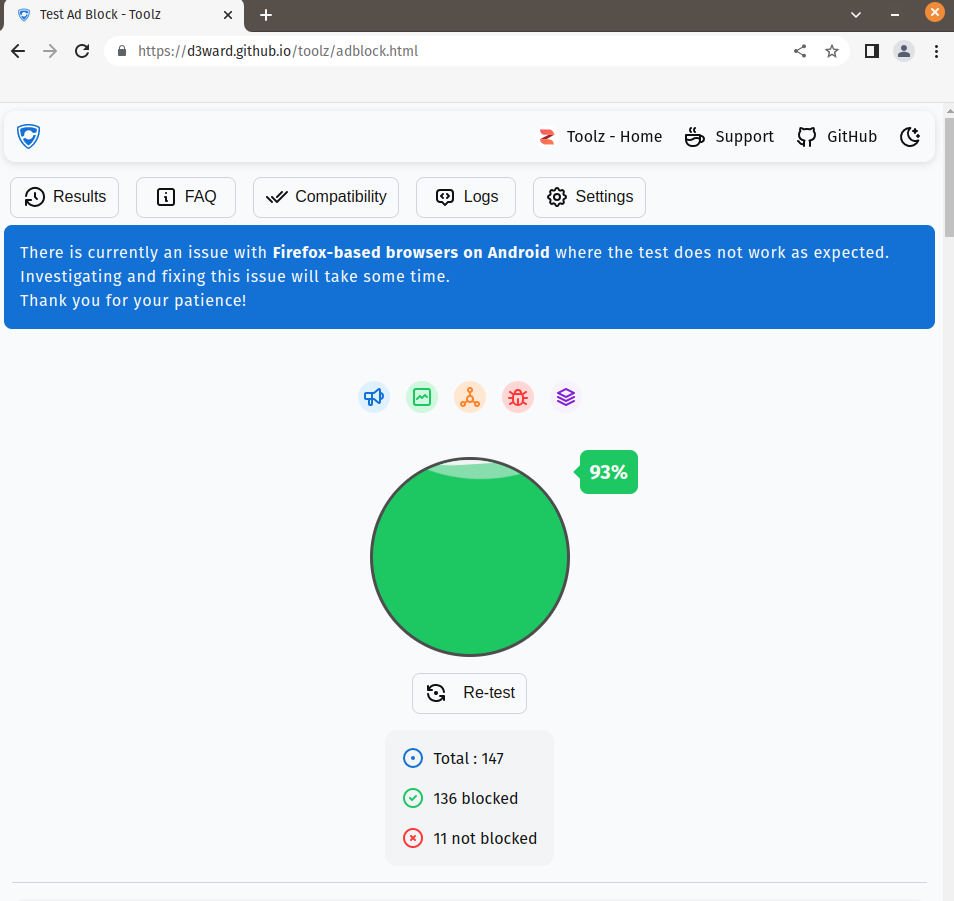 Test Ad Block - Toolz
https://d3ward.github.io/toolz/adblock.html
Toolz - Home
Support
GitHub
Results
FAQ
Compatibility
Logs
Settings
There is currently an issue with Firefox-based browsers on Android where the test does not work as expected.
Investigating and fixing this issue will take some time.
Thank you for your patience!
93%
Re-test
Total : 147
136 blocked
11 not blocked